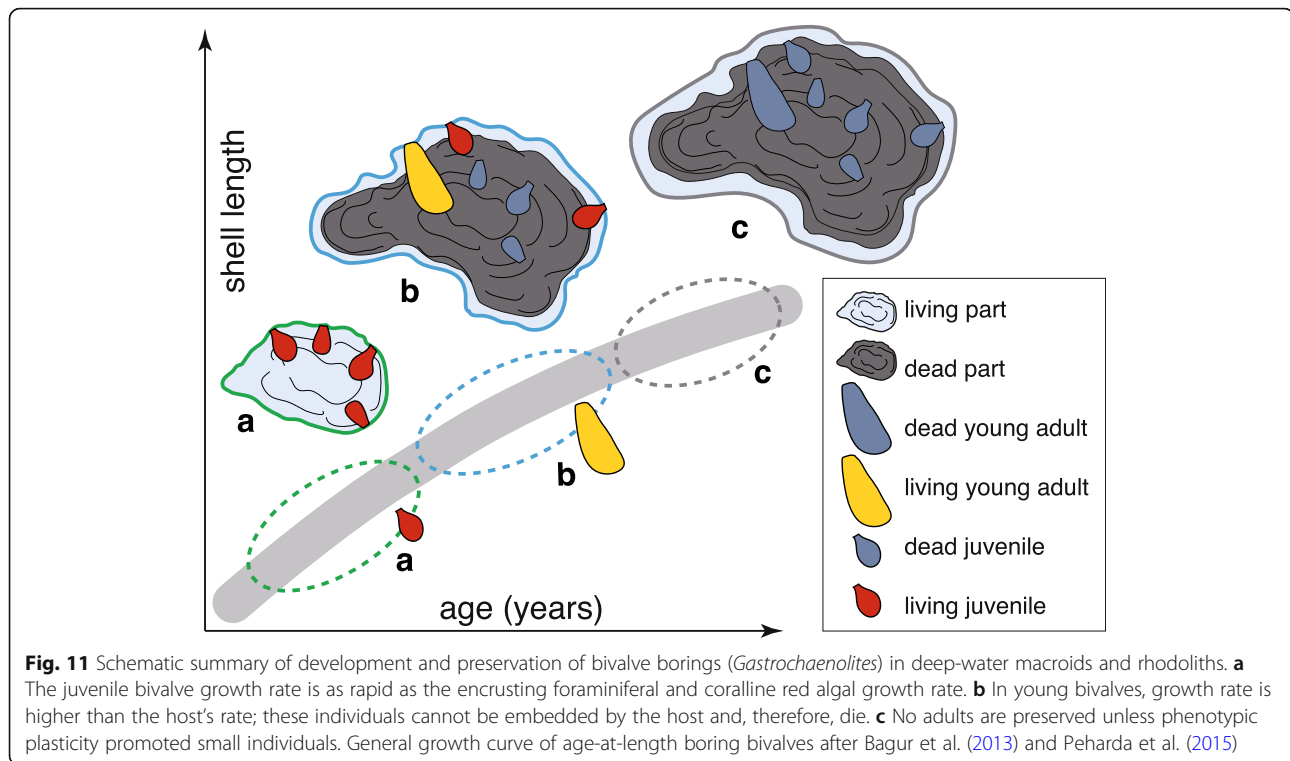 shell length
c
b
a
living part
dead part
dead young adult
living young adult
dead juvenile
living juvenile
c
b
a
age (years)
Fig. 11 Schematic summary of development and preservation of bivalve borings (Gastrochaenolites) in deep-water macroids and rhodoliths. a
The juvenile bivalve growth rate is as rapid as the encrusting foraminiferal and coralline red algal growth rate. b In young bivalves, growth rate is
higher than the host's rate; these individuals cannot be embedded by the host and, therefore, die. c No adults are preserved unless phenotypic
plasticity promoted small individuals. General growth curve of age-at-length boring bivalves after Bagur et al. (2013) and Peharda et al. (2015)